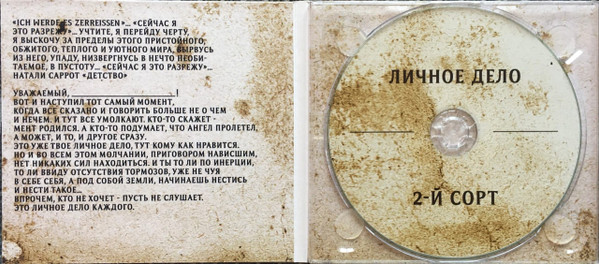 «ICH WERDE ES ZERREISSEN»... «СЕЙЧАС Я
ЭТО РАЗРЕЖУ»... УЧТИТЕ, Я ПЕРЕЙДУ ЧЕРТУ,
Я ВЫСКОЧУ ЗА ПРЕДЕЛЫ ЭТОГО ПРИСТОЙНОГО,
ОБЖИТОГО, ТЕПЛОГО И УЮТНОГО МИРА, ВЫРВУСЬ
ИЗ НЕГО, УПАДУ, НИЗВЕРГНУСЬ В НЕЧТО НЕОБИ-
ТАЕМОЕ, В ПУСТОТУ... «СЕЙЧАС Я ЭТО РАЗРЕЖУ»...
НАТАЛИ САРРОТ «ДЕТСТВО»
УВАЖАЕМЫЙ, ____________________ !
ВОТ И НАСТУПИЛ ТОТ САМЫЙ МОМЕНТ,
КОГДА ВСЕ СКАЗАНО И ГОВОРИТЬ БОЛЬШЕ НЕ О ЧЕМ
И НЕЧЕМ. И ТУТ ВСЕ УМОЛКАЮТ. КТО-ТО СКАЖЕТ -
МЕНТ РОДИЛСЯ. А КТО-ТО ПОДУМАЕТ, ЧТО АНГЕЛ ПРОЛЕТЕЛ,
А МОЖЕТ, И ТО, И ДРУГОЕ СРАЗУ.
ЭТО УЖЕ ТВОЕ ЛИЧНОЕ ДЕЛО, ТУТ КОМУ КАК НРАВИТСЯ.
НО И ВО ВСЕМ ЭТОМ МОЛЧАНИИ, ПРИГОВОРОМ НАВИСШИМ,
НЕТ НИКАКИХ СИЛ НАХОДИТЬСЯ. И ТЫ ТО ЛИ ПО ИНЕРЦИИ,
ТО ЛИ ВВИДУ ОТСУТСТВИЯ ТОРМОЗОВ, УЖЕ НЕ ЧУЯ
В СЕБЕ СЕБЯ, А ПОД СОБОЙ ЗЕМЛИ, НАЧИНАЕШЬ НЕСТИСЬ
И НЕСТИ ТАКОЕ...
ВПРОЧЕМ, КТО НЕ ХОЧЕТ - ПУСТЬ НЕ СЛУШАЕТ.
ЭТО ЛИЧНОЕ ДЕЛО КАЖДОГО.
ЛИЧНОЕ ДЕЛО
2-Й СОРТ